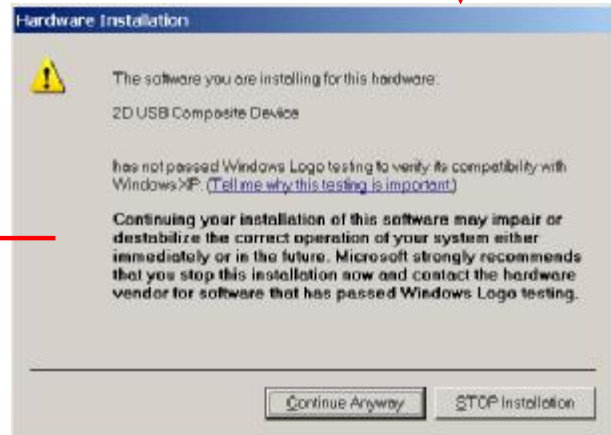 Hardware Installation
The software you are installing for this hardware:
2D USB Composite Device
has not passed Windows Logo testing to verify its compatibility with
Windows XP. (Tell me why this testing is important.)
Continuing your installation of this software may impair or
destabilize the correct operation of your system either
immediately or in the future. Microsoft strongly recommends
that you stop this installation now and contact the hardware
vendor for software that has passed Windows Logo testing.
Continue Anyway
STOP Installation